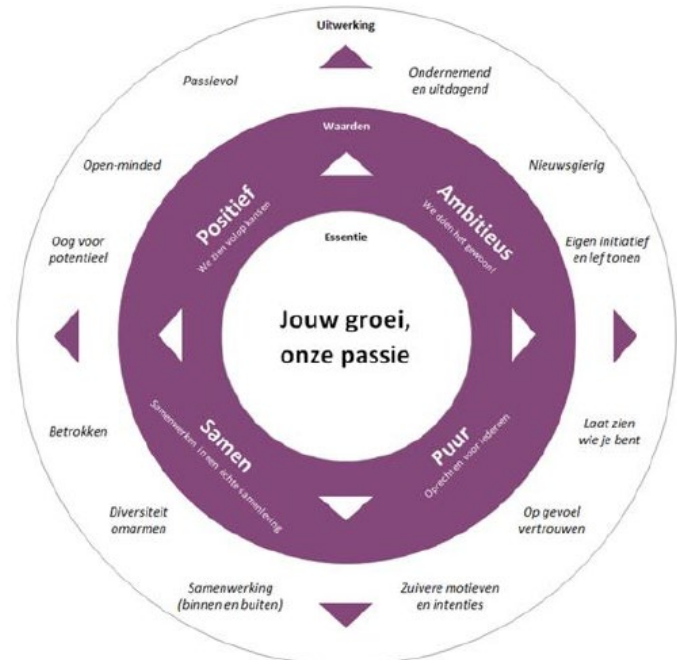 Uitwerking
Passievol
Ondernemend
en uitdagend
Waarden
Open-minded
Nieuwsgierig
Positief
We zien volop kansen
Ambitieus
We doen het gewoon!
Oog voor
potentieel
Essentie
Eigen initiatief
en lef tonen
Jouw groei,
onze passie
Betrokken
Samen
Samenwerken in een échte samenleving
Puur
Oprecht en voor iedereen
Laat zien
wie je bent
Diversiteit
omarmen
Op gevoel
vertrouwen
Samenwerking
(binnen en buiten)
Zuivere motieven
en intenties